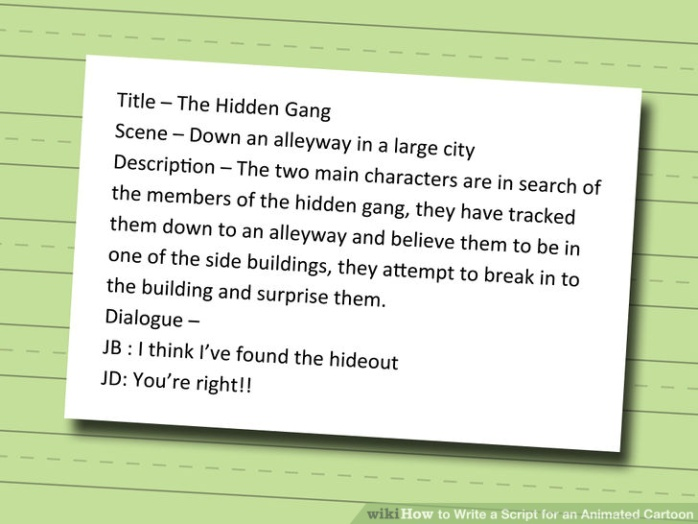 Title – The Hidden Gang
Scene – Down an alleyway in a large city
Description – The two main characters are in search of
the members of the hidden gang, they have tracked
them down to an alleyway and believe them to be in
one of the side buildings, they attempt to break in to
the building and surprise them.
Dialogue –
JB : I think I’ve found the hideout
JD: You’re right!!
wikiHow to Write a Script for an Animated Cartoon